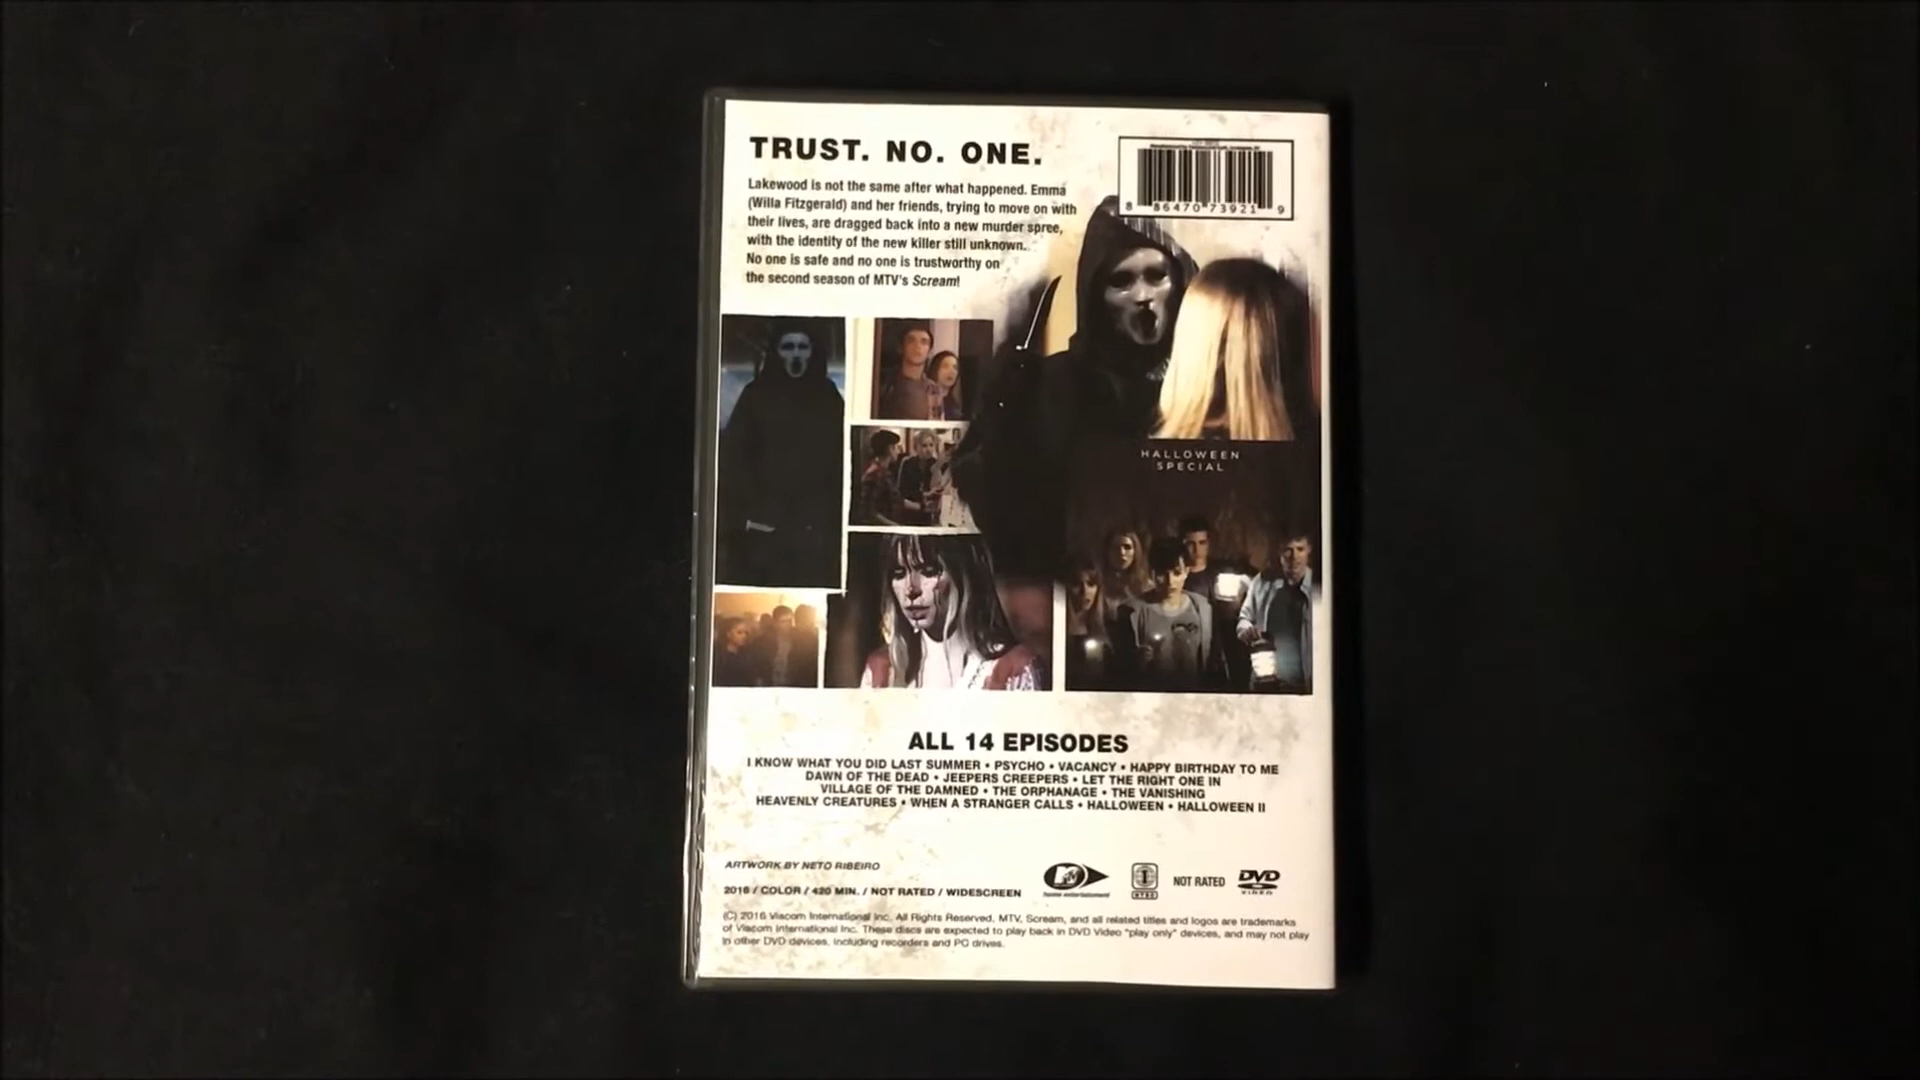 TRUST. NO. ONE.
Lakewood is not the same after what happened. Emma
(Willa Fitzgerald) and her friends, trying to move on with
their lives, are dragged back into a new murder spree,
with the identity of the new killer still unknown.
No one is safe and no one is trustworthy on
the second season of MTV's Scream!
8 86470 73921 9
HALLOWEEN
SPECIAL
ALL 14 EPISODES
I KNOW WHAT YOU DID LAST SUMMER • PSYCHO • VACANCY • HAPPY BIRTHDAY TO ME
DAWN OF THE DEAD • JEEPERS CREEPERS • LET THE RIGHT ONE IN
VILLAGE OF THE DAMNED • THE ORPHANAGE • THE VANISHING
HEAVENLY CREATURES • WHEN A STRANGER CALLS • HALLOWEEN • HALLOWEEN II
ARTWORK BY NETO RIBEIRO
2016 / COLOR / 420 MIN. / NOT RATED / WIDESCREEN
MTV
home entertainment
NTSC
NOT RATED
DVD
VIDEO
(C) 2016 Viacom International Inc. All Rights Reserved. MTV, Scream, and all related titles and logos are trademarks
of Viacom International Inc. These discs are expected to play back in DVD Video "play only" devices, and may not play
in other DVD devices, including recorders and PC drives.